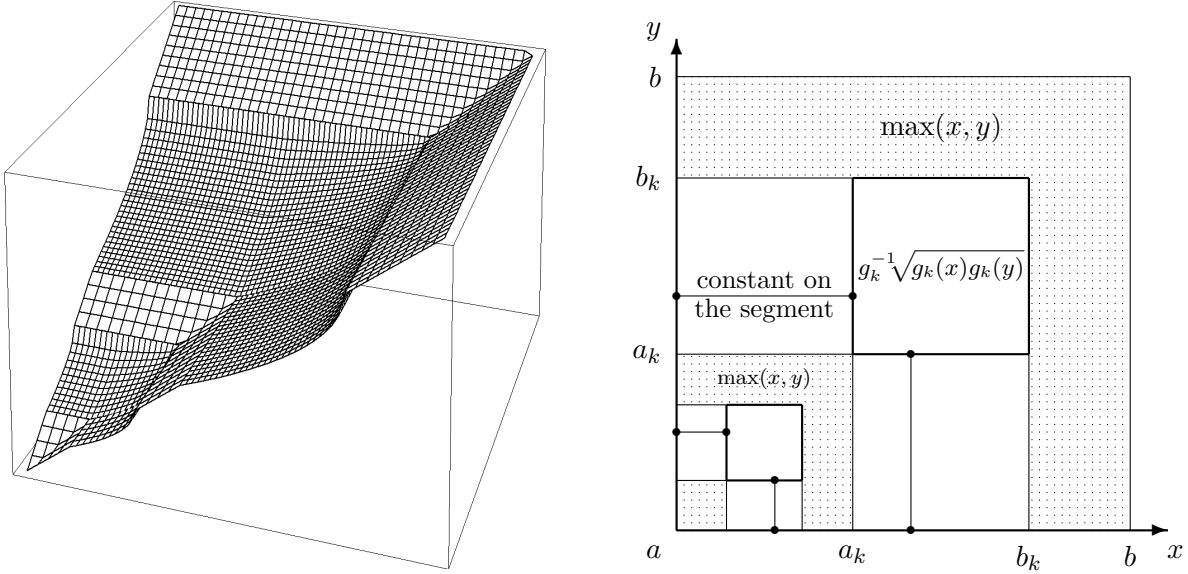 y
b
max(x, y)
b_k
g_k^{-1}√(g_k(x)g_k(y))
constant on
the segment
a_k
max(x, y)
a a_k b_k b x